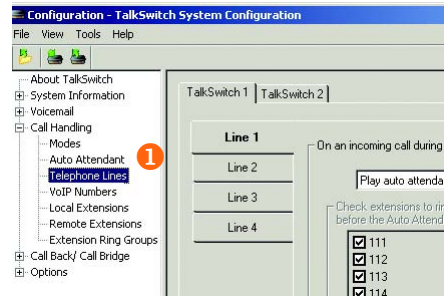 Configuration - TalkSwitch System Configuration
File View Tools Help
About TalkSwitch
System Information
Voicemail
Call Handling
Modes
Auto Attendant
Telephone Lines
VoIP Numbers
Local Extensions
Remote Extensions
Extension Ring Groups
Call Back/ Call Bridge
Options
1
TalkSwitch 1 TalkSwitch 2
Line 1
Line 2
Line 3
Line 4
On an incoming call during
Play auto attenda
Check extensions to rin
before the Auto Attend
111
112
113
114